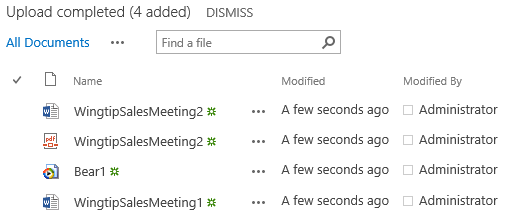 Upload completed (4 added) DISMISS
All Documents ••• Find a file
Name Modified Modified By
WingtipSalesMeeting2 ••• A few seconds ago Administrator
pdf WingtipSalesMeeting2 ••• A few seconds ago Administrator
Bear1 ••• A few seconds ago Administrator
WingtipSalesMeeting1 ••• A few seconds ago Administrator